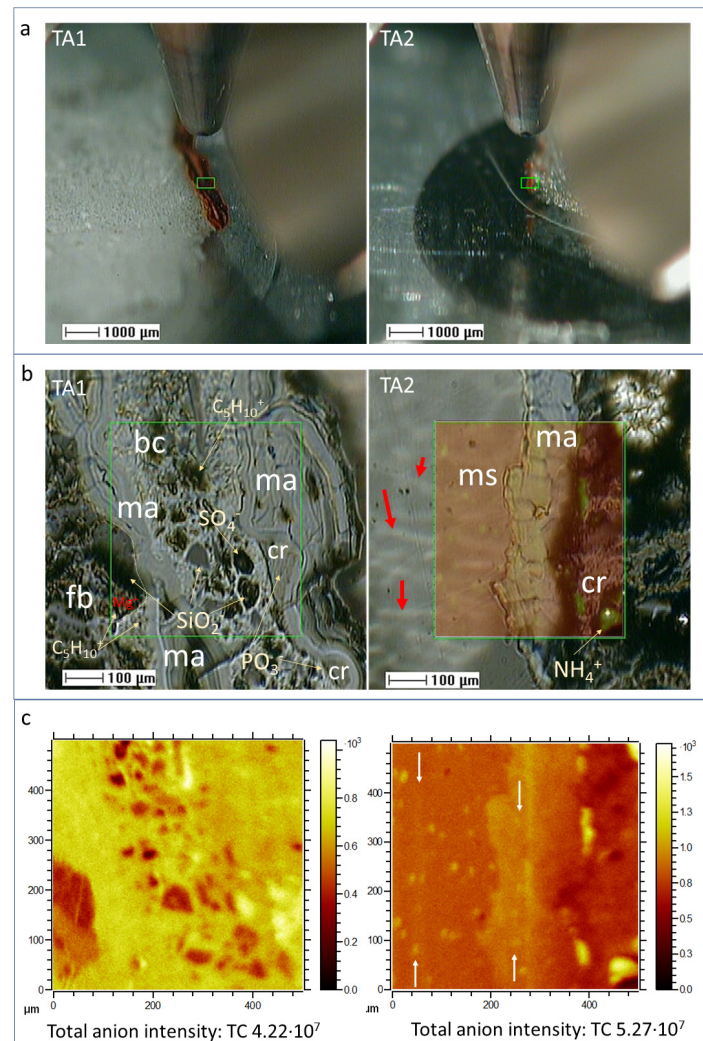 a
TA1
TA2
1000 µm
1000 µm
b
TA1
TA2
C₅H₁₀⁺
bc
ma
ma
ma
SO₄
ms
cr
fb
Mg
SiO₂
cr
C₅H₁₀⁺
ma
PO₃
cr
NH₄⁺
100 µm
100 µm
c
·10³
·10³
400
300
200
100
0
µm
0
200
400
1.0
0.8
0.6
0.4
0.2
0.0
400
300
200
100
0
µm
0
200
400
1.5
1.3
1.0
0.8
0.5
0.3
0.0
Total anion intensity: TC 4.22·10⁷
Total anion intensity: TC 5.27·10⁷